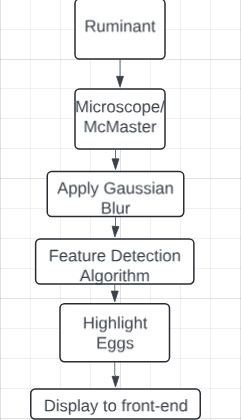 Ruminant
Microscope/
McMaster
Apply Gaussian
Blur
Feature Detection
Algorithm
Highlight
Eggs
Display to front-end